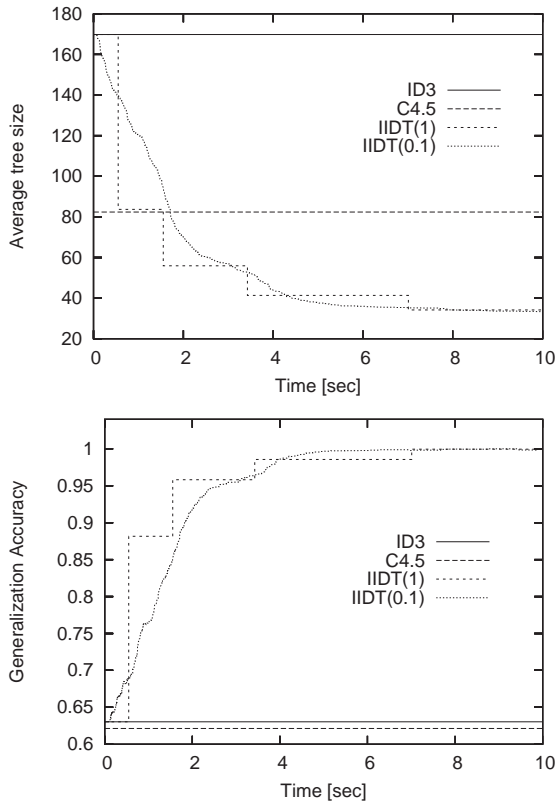 180
160
140
120
100
80
60
40
20
Average tree size
ID3
C4.5
IIDT(1)
IIDT(0.1)
0 2 4 6 8 10
Time [sec]
1
0.95
0.9
0.85
0.8
0.75
0.7
0.65
0.6
Generalization Accuracy
ID3
C4.5
IIDT(1)
IIDT(0.1)
0 2 4 6 8 10
Time [sec]